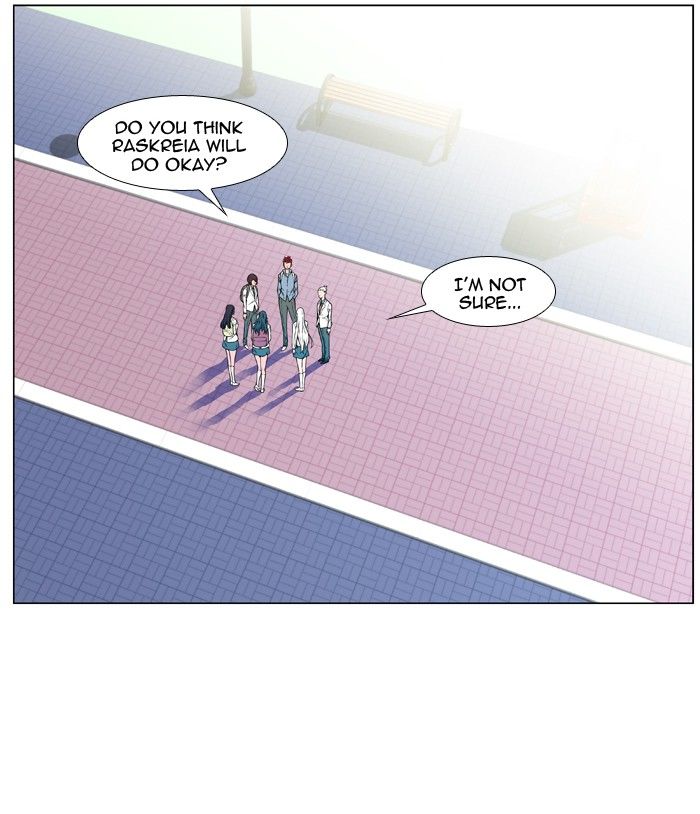 DO YOU THINK
RASKREIA WILL
DO OKAY?
I'M NOT
SURE...